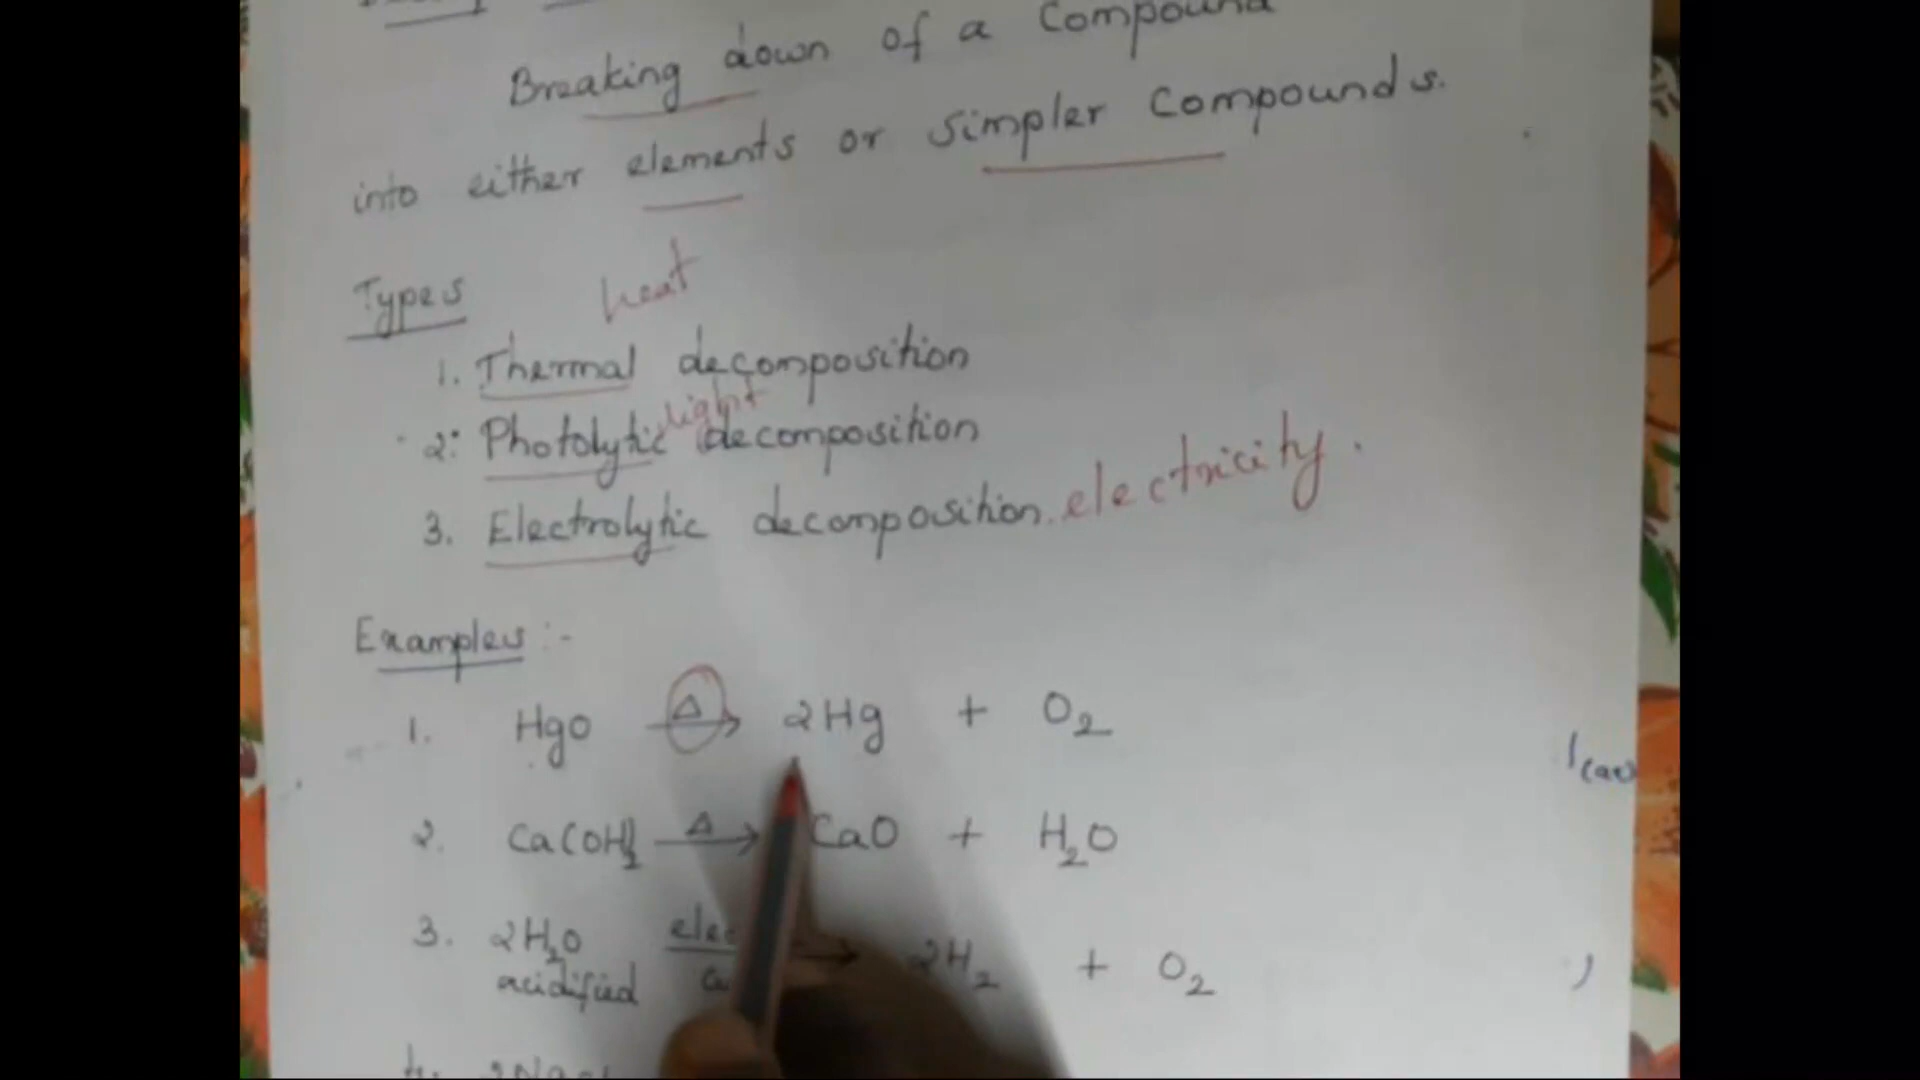 Breaking down of a Compound
into either elements or simpler compounds.
Types
heat
1. Thermal decomposition
light
2. Photolytic decomposition
3. Electrolytic decomposition. electricity.
Examples :-
1. HgO Δ→ 2Hg + O₂
2. Ca(OH)₂ Δ→ CaO + H₂O
3. 2H₂O → 2H₂ + O₂
acidified